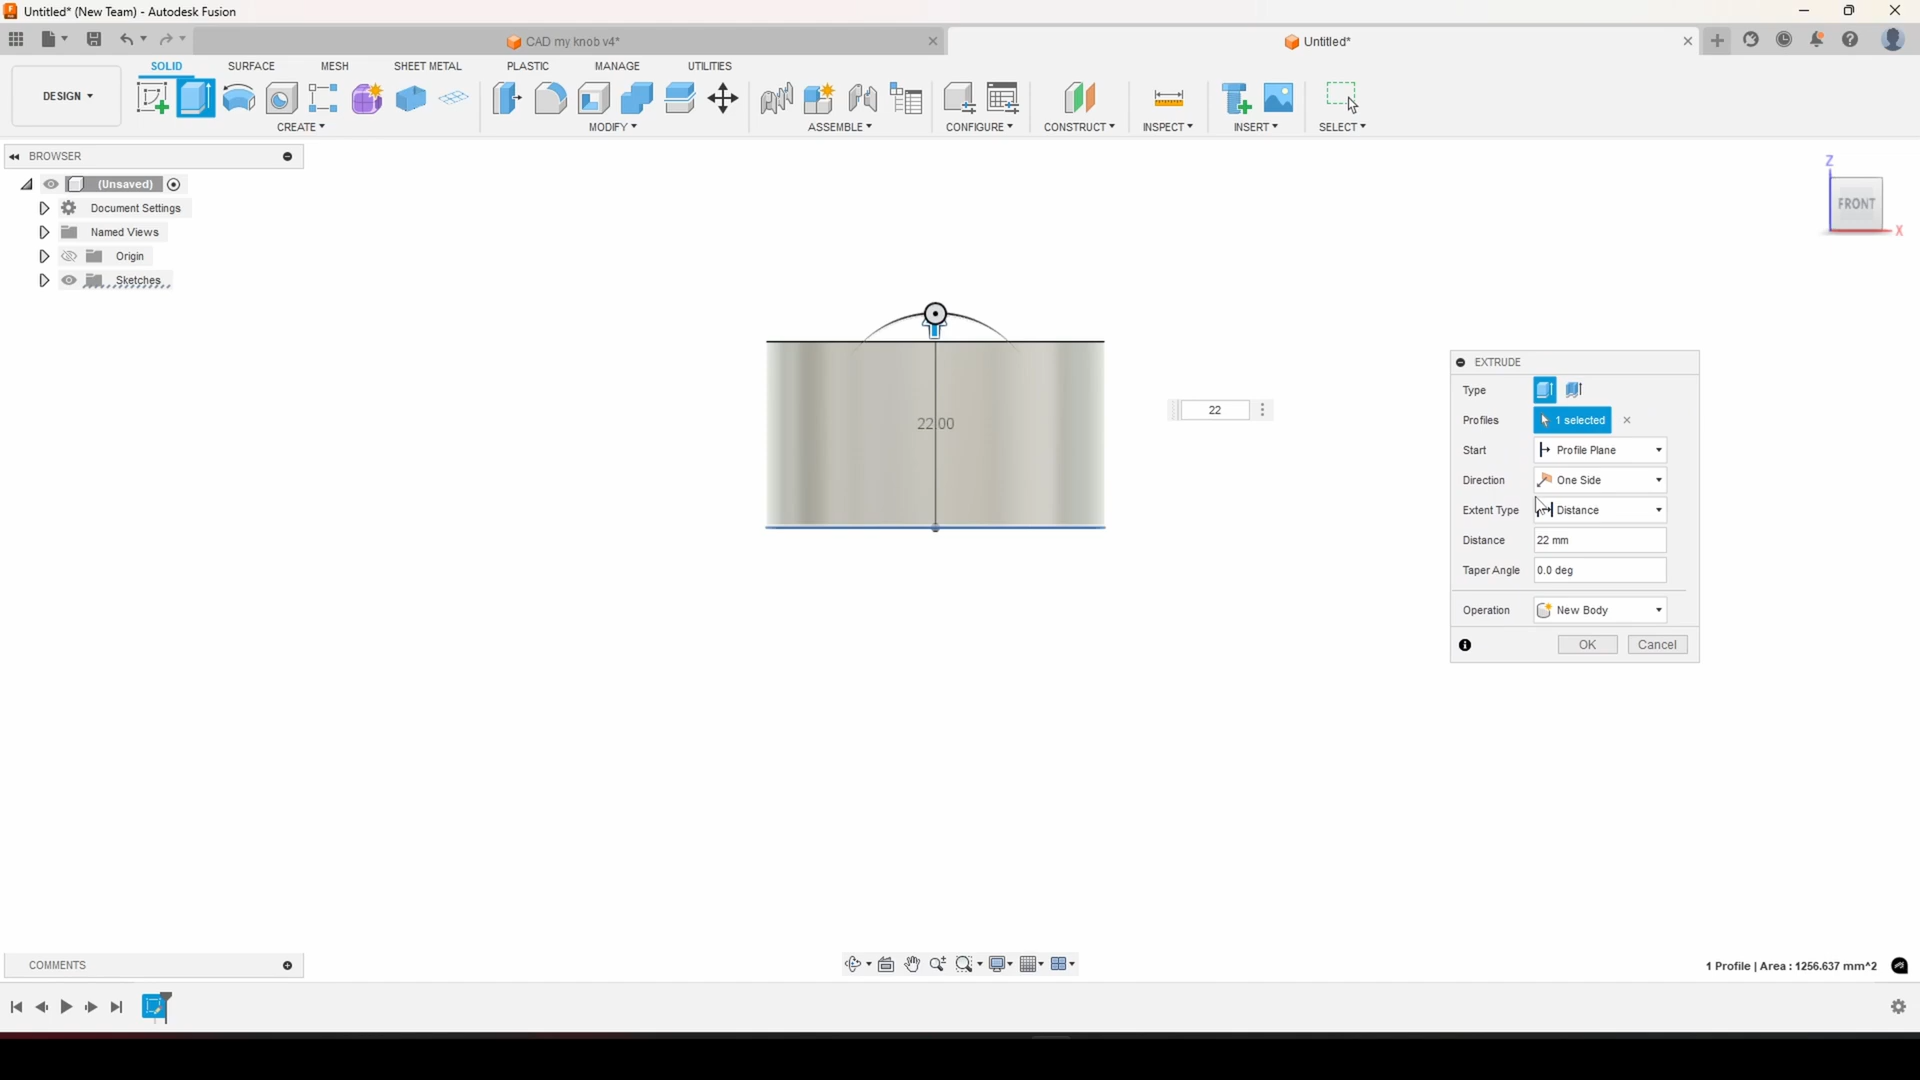 Untitled* (New Team) - Autodesk Fusion
CAD my knob v4*
Untitled*
DESIGN
SOLID
SURFACE
MESH
SHEET METAL
PLASTIC
MANAGE
UTILITIES
CREATE
MODIFY
ASSEMBLE
CONFIGURE
CONSTRUCT
INSPECT
INSERT
SELECT
BROWSER
(Unsaved)
Document Settings
Named Views
Origin
Sketches
Z
FRONT
X
22.00
22
EXTRUDE
Type
Profiles 1 selected
Start Profile Plane
Direction One Side
Extent Type Distance
Distance 22 mm
Taper Angle 0.0 deg
Operation New Body
OK Cancel
COMMENTS
1 Profile | Area : 1256.637 mm^2